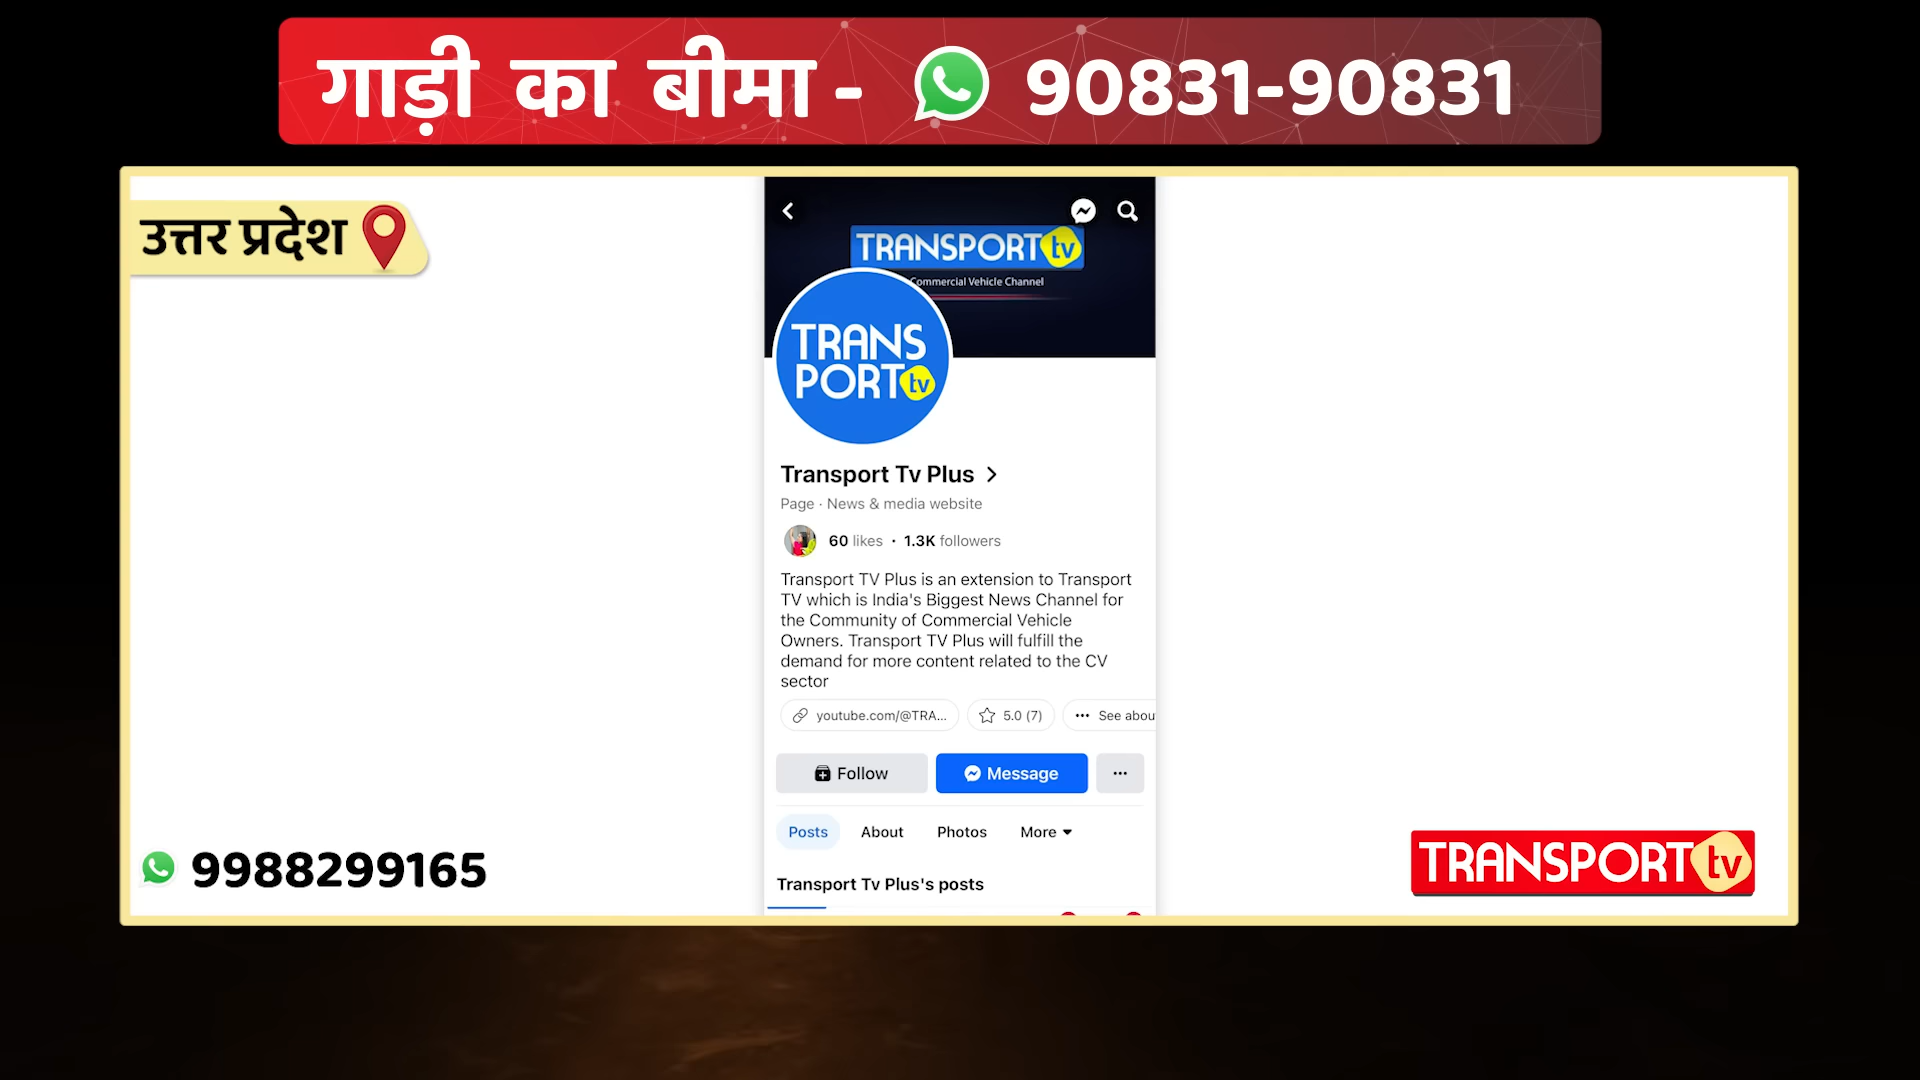 गाड़ी का बीमा - 90831-90831
उत्तर प्रदेश
TRANSPORT tv
Commercial Vehicle Channel
TRANS
PORT tv
Transport Tv Plus
Page · News & media website
60 likes · 1.3K followers
Transport TV Plus is an extension to Transport
TV which is India's Biggest News Channel for
the Community of Commercial Vehicle
Owners. Transport TV Plus will fulfill the
demand for more content related to the CV
sector
youtube.com/@TRA... 5.0 (7) ··· See abou
Follow Message ···
Posts About Photos More
Transport Tv Plus's posts
9988299165
TRANSPORT tv